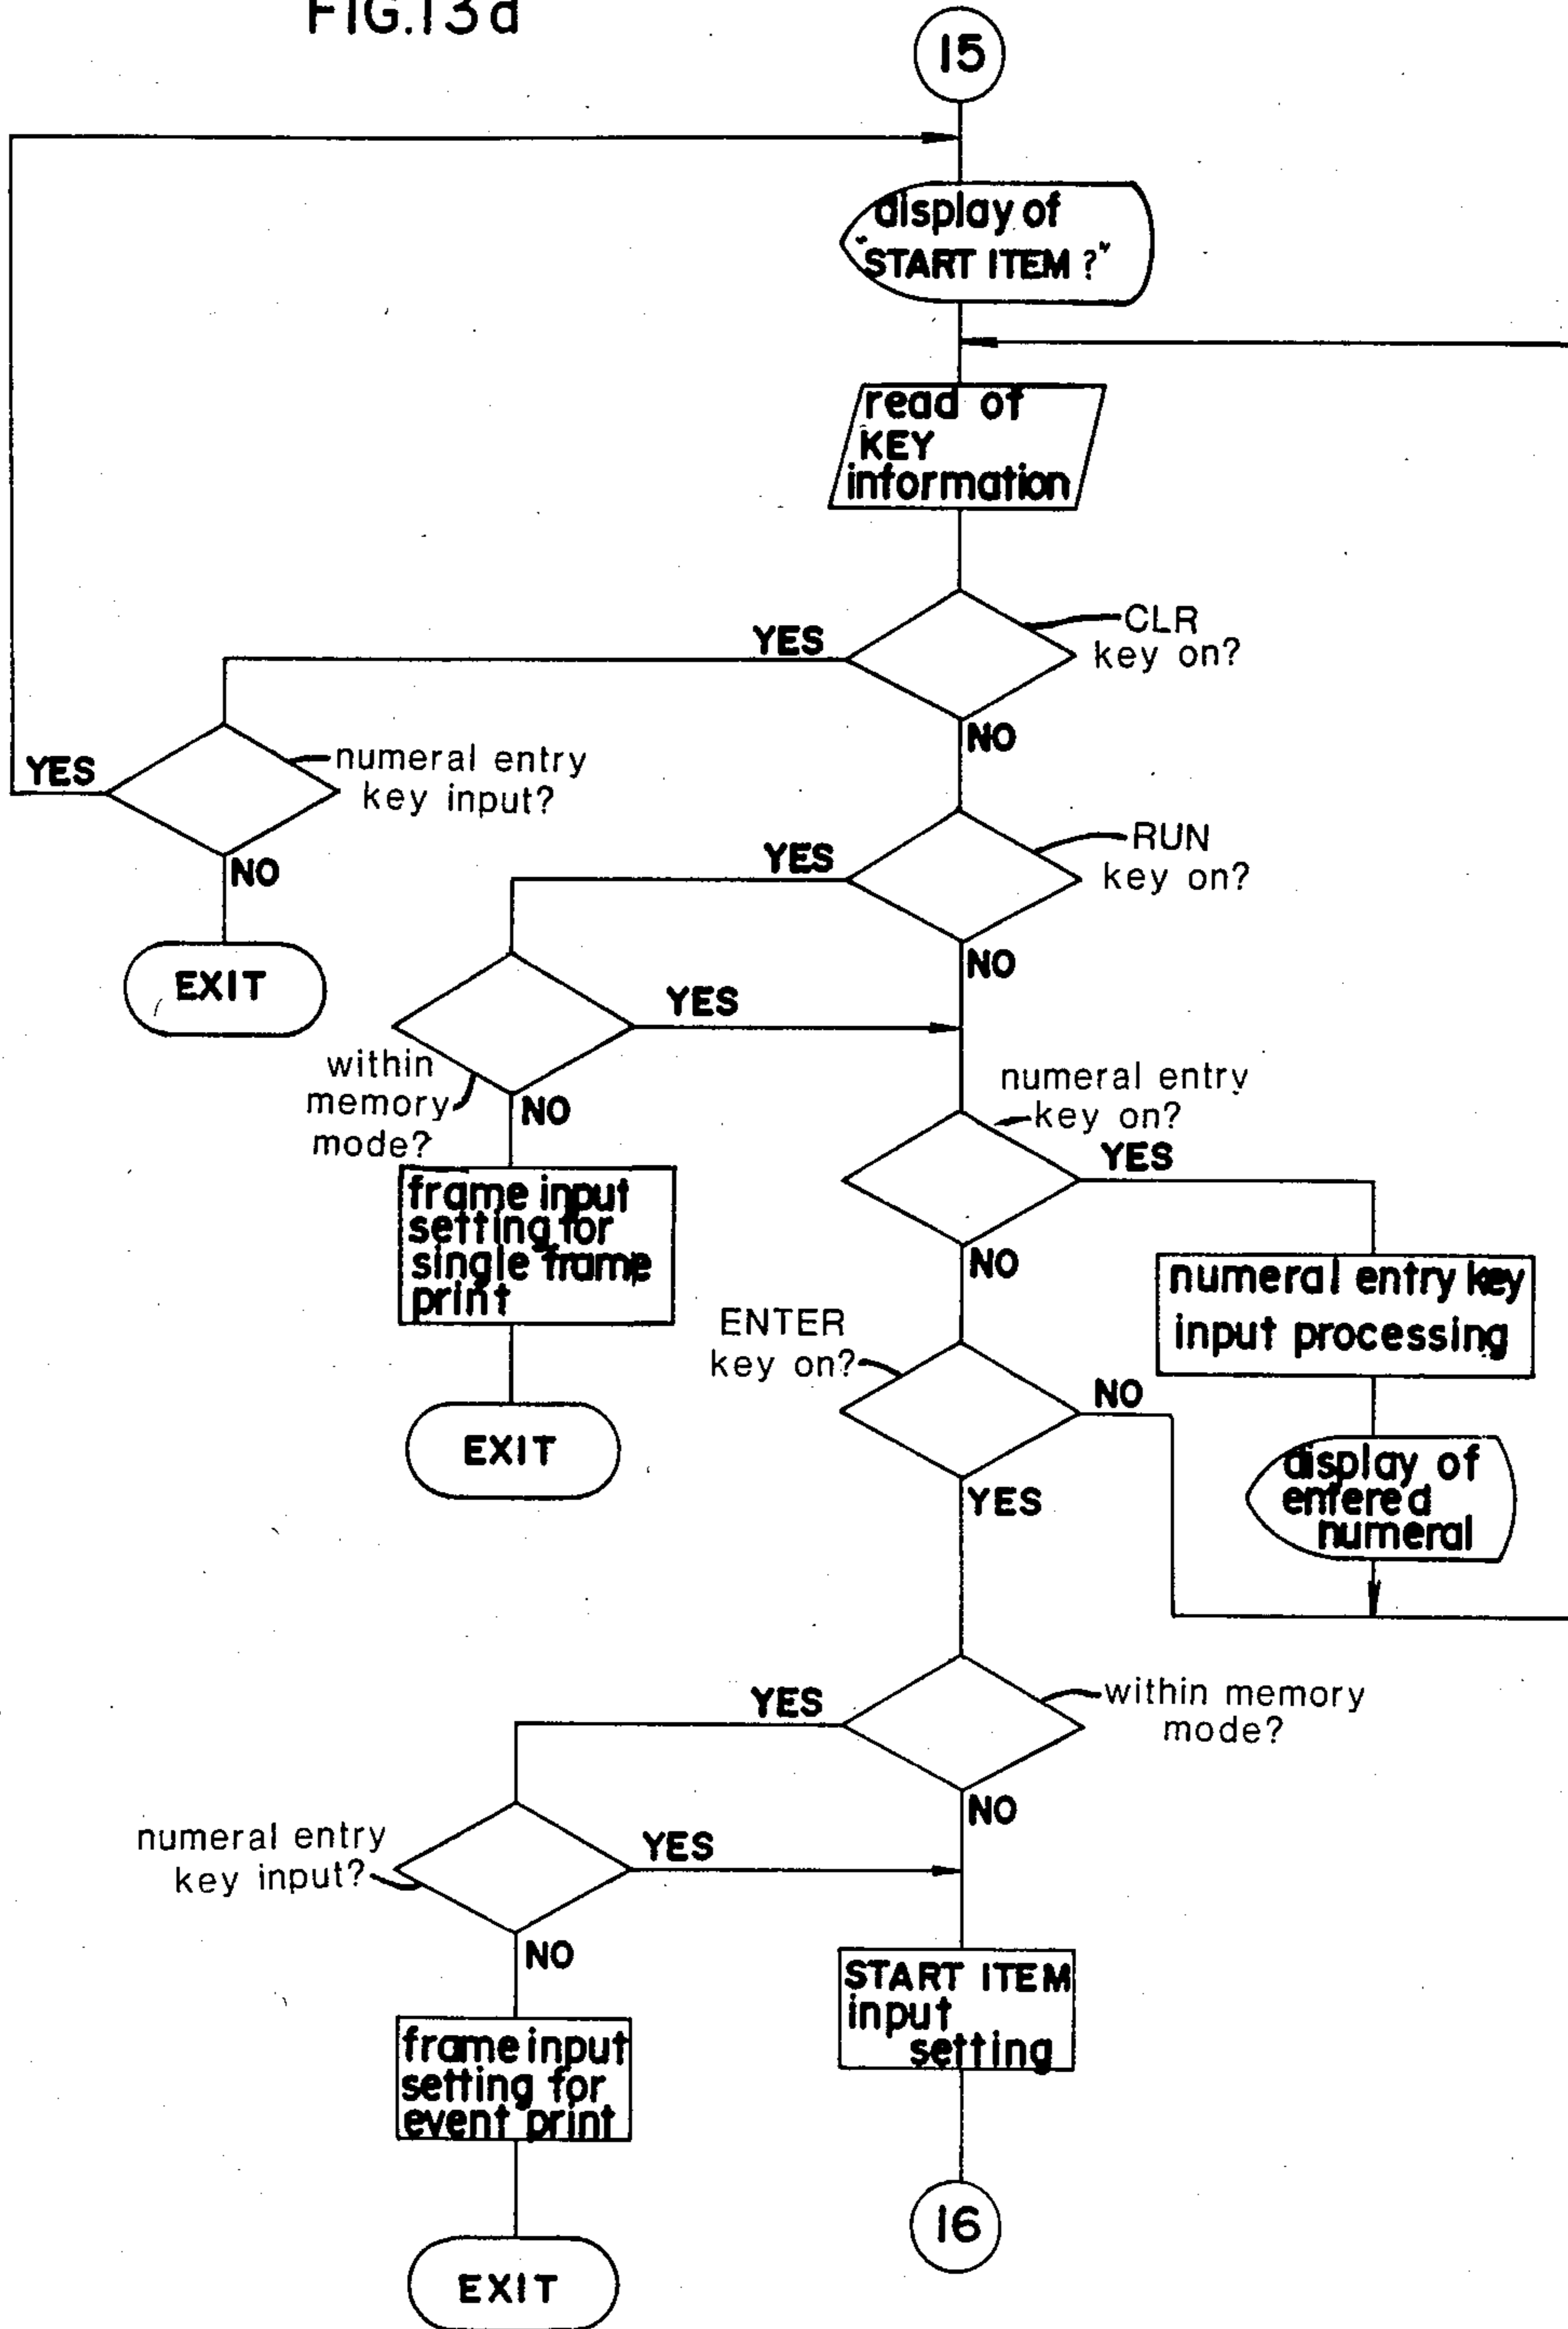 FIG.13d
15
display of
"START ITEM ?"
read of
KEY
information
CLR
key on?
YES
NO
numeral entry
key input?
YES
NO
EXIT
RUN
key on?
YES
NO
within
memory
mode?
YES
NO
frame input
setting for
single frame
print
EXIT
numeral entry
key on?
YES
NO
numeral entry key
input processing
display of
entered
numeral
ENTER
key on?
NO
YES
within memory
mode?
YES
NO
numeral entry
key input?
YES
NO
frame input
setting for
event print
EXIT
START ITEM
input
setting
16